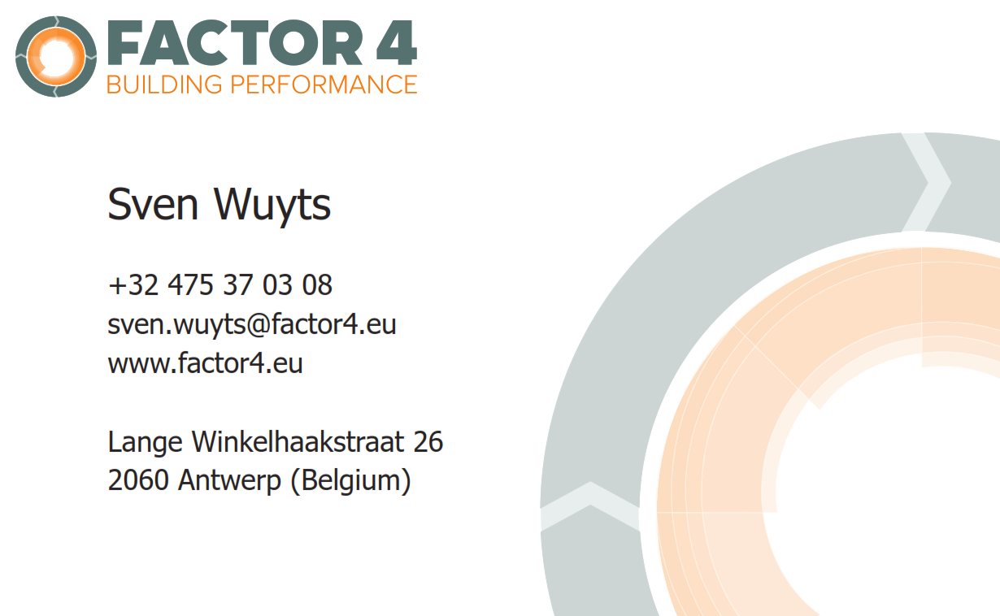 FACTOR 4
BUILDING PERFORMANCE
Sven Wuyts
+32 475 37 03 08
sven.wuyts@factor4.eu
www.factor4.eu
Lange Winkelhaakstraat 26
2060 Antwerp (Belgium)